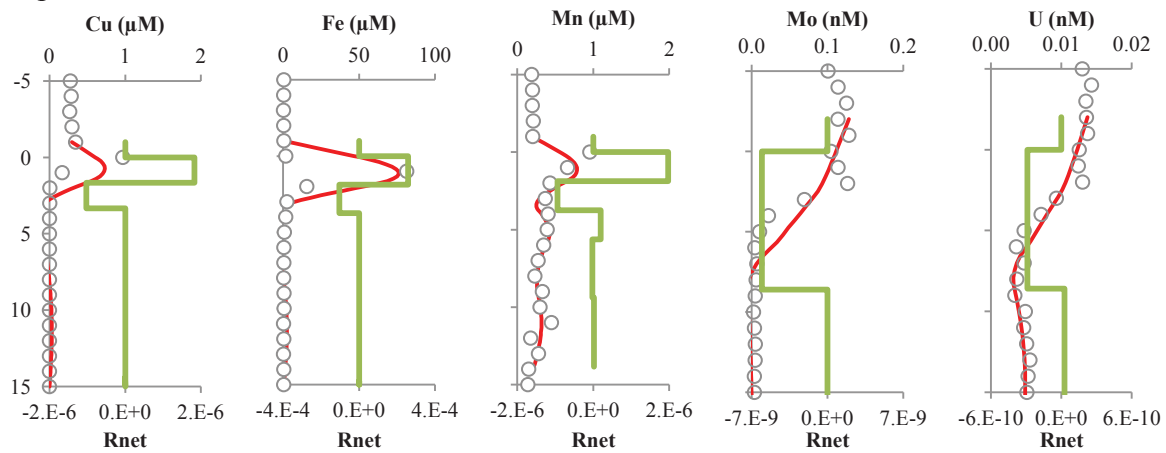 Cu (µM) Fe (µM) Mn (µM) Mo (nM) U (nM)
0 1 2 0 50 100 0 1 2 0.0 0.1 0.2 0.00 0.01 0.02
-5
0
5
10
15
-2.E-6 0.E+0 2.E-6 -4.E-4 0.E+0 4.E-4 -2.E-6 0.E+0 2.E-6 -7.E-9 0.E+0 7.E-9 -6.E-10 0.E+0 6.E-10
Rnet Rnet Rnet Rnet Rnet